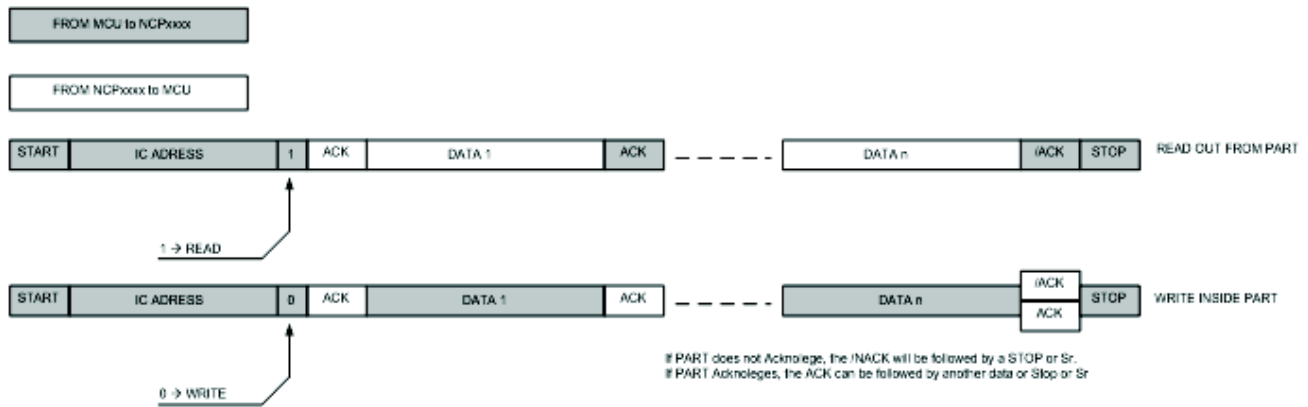 FROM MCU to NCPxxxx
FROM NCPxxxx to MCU
START IC ADRESS 1 ACK DATA 1 ACK DATA n /ACK STOP READ OUT FROM PART
1 → READ
START IC ADRESS 0 ACK DATA 1 ACK DATA n /ACK ACK STOP WRITE INSIDE PART
If PART does not Acknolege, the /NACK will be followed by a STOP or Sr.
If PART Acknoleges, the ACK can be followed by another data or Stop or Sr
0 → WRITE